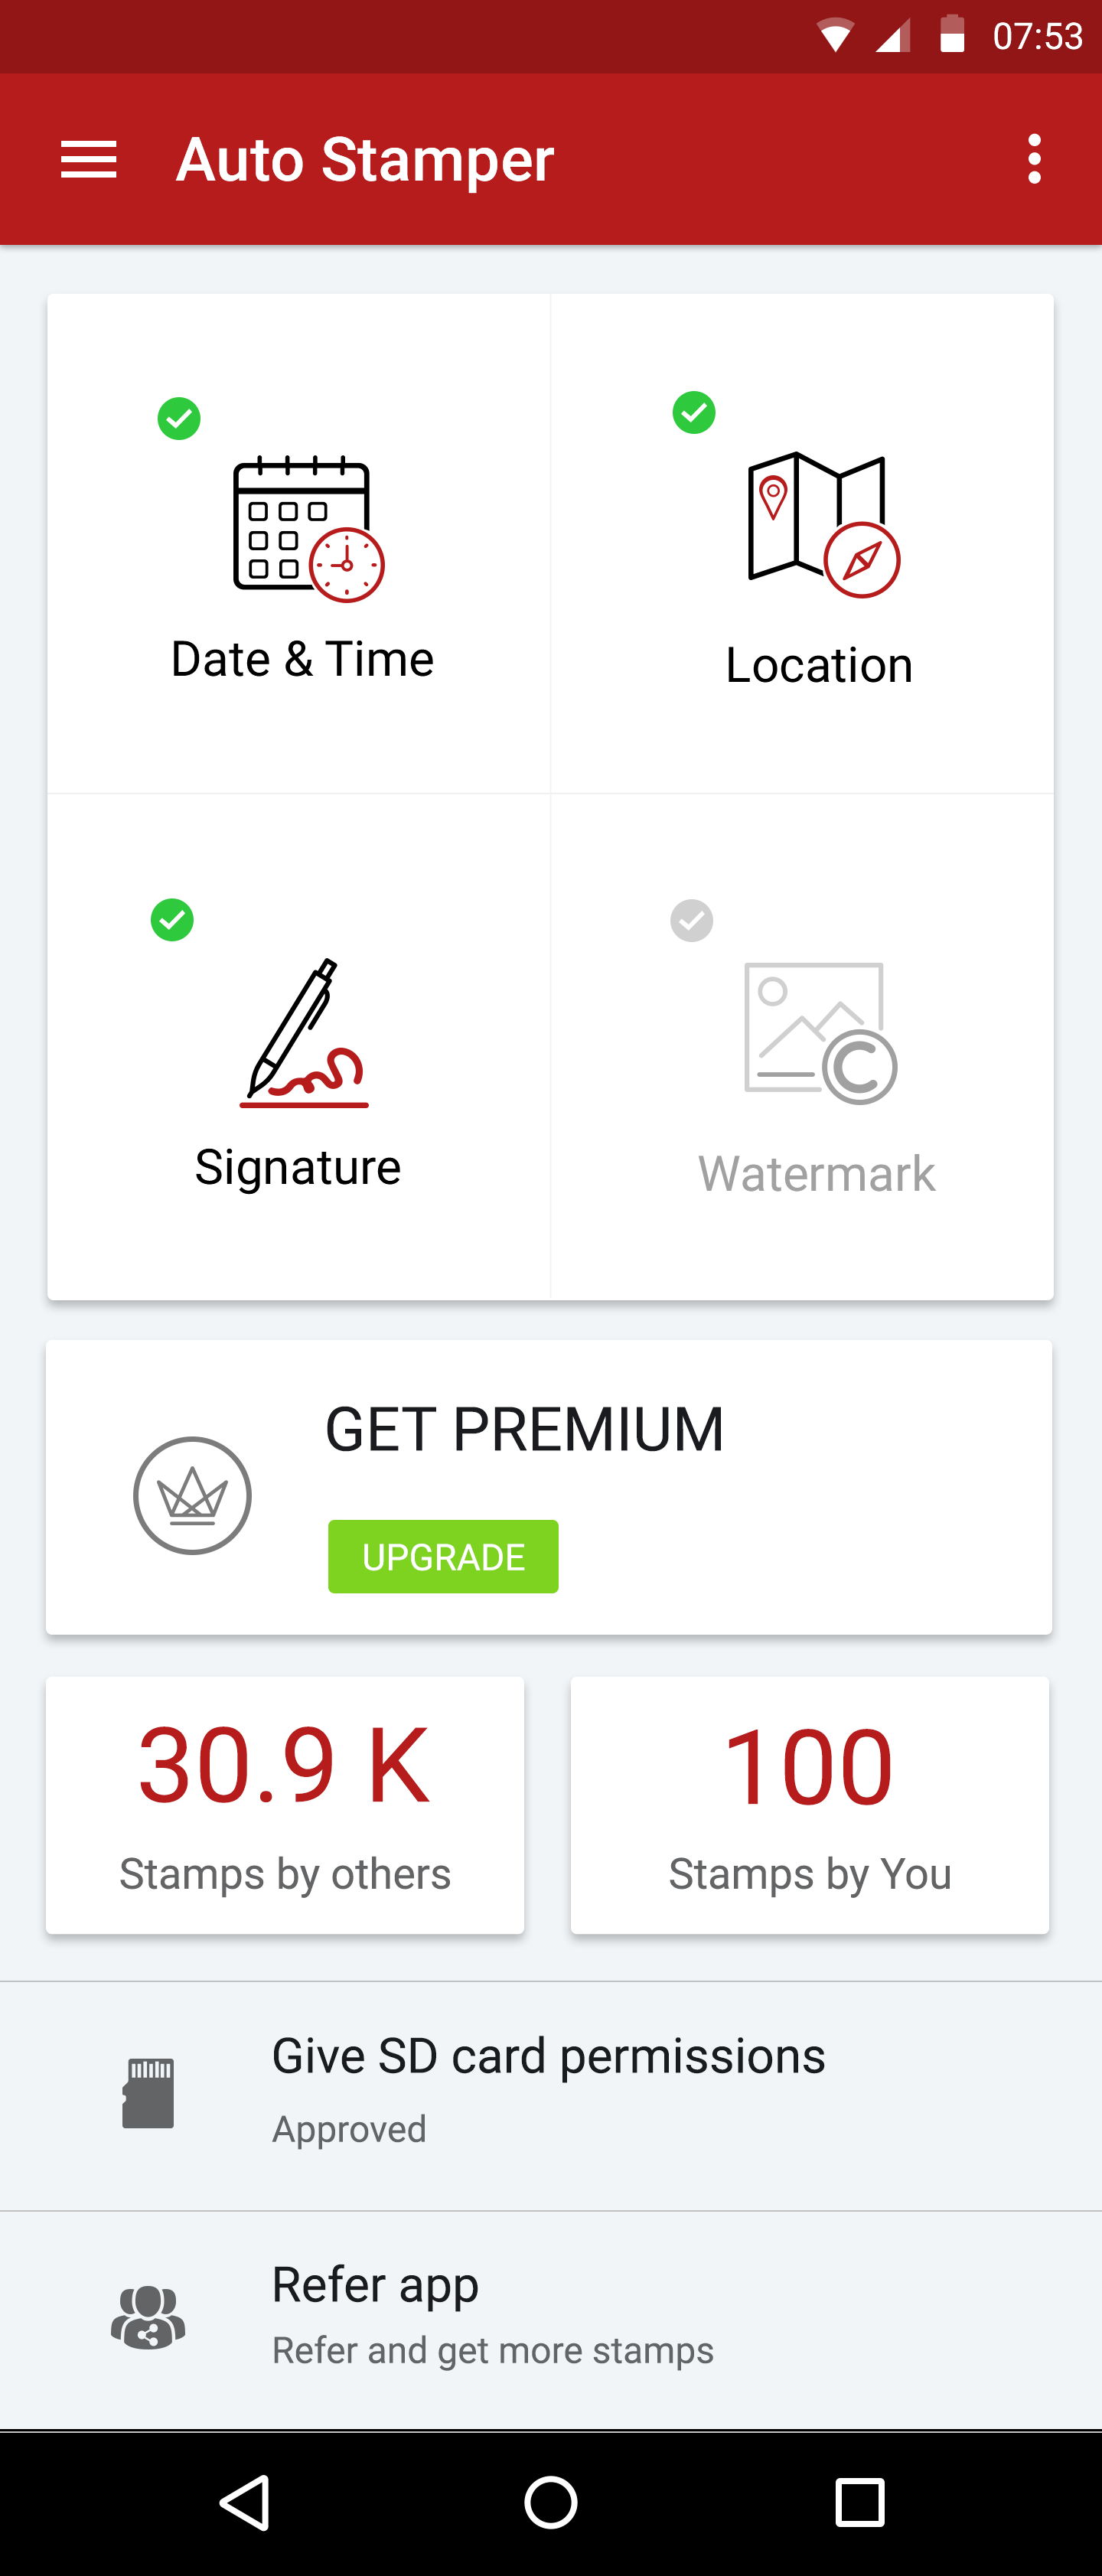 07:53
Auto Stamper
Date & Time
Location
Signature
Watermark
GET PREMIUM
UPGRADE
30.9 K
Stamps by others
100
Stamps by You
Give SD card permissions
Approved
Refer app
Refer and get more stamps